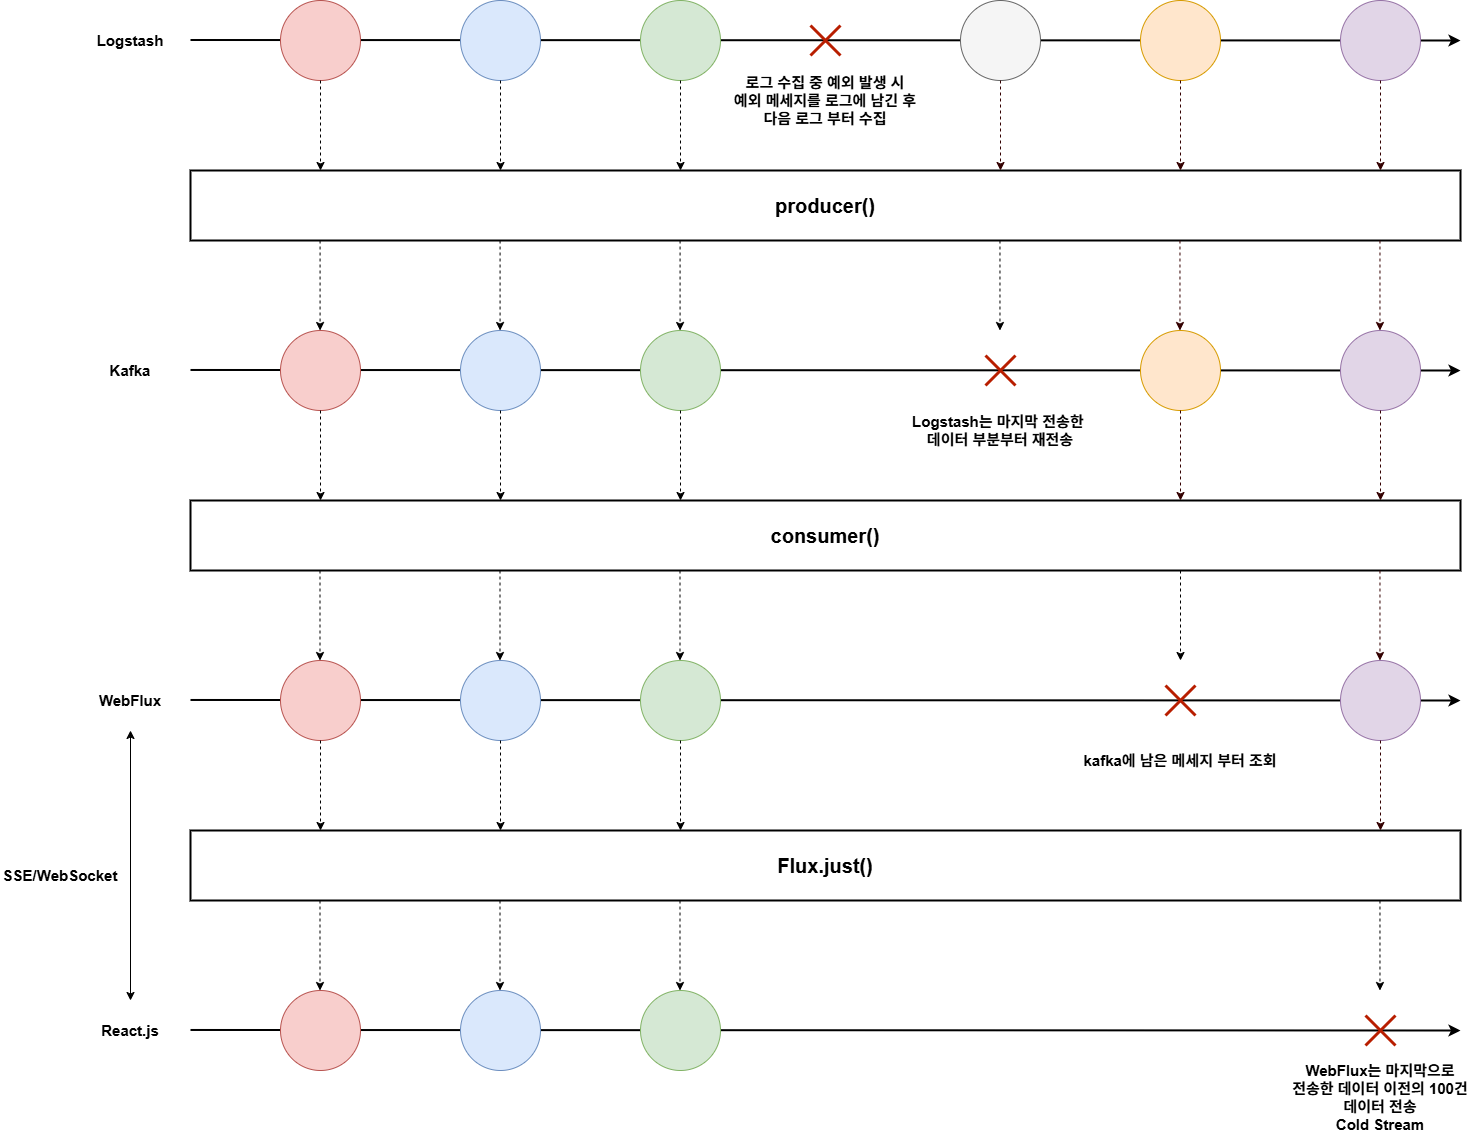 Logstash
로그 수집 중 예외 발생 시
예외 메세지를 로그에 남긴 후
다음 로그 부터 수집
producer()
Kafka
Logstash는 마지막 전송한
데이터 부분부터 재전송
consumer()
WebFlux
kafka에 남은 메세지 부터 조회
Flux.just()
SSE/WebSocket
React.js
WebFlux는 마지막으로
전송한 데이터 이전의 100건
데이터 전송
Cold Stream